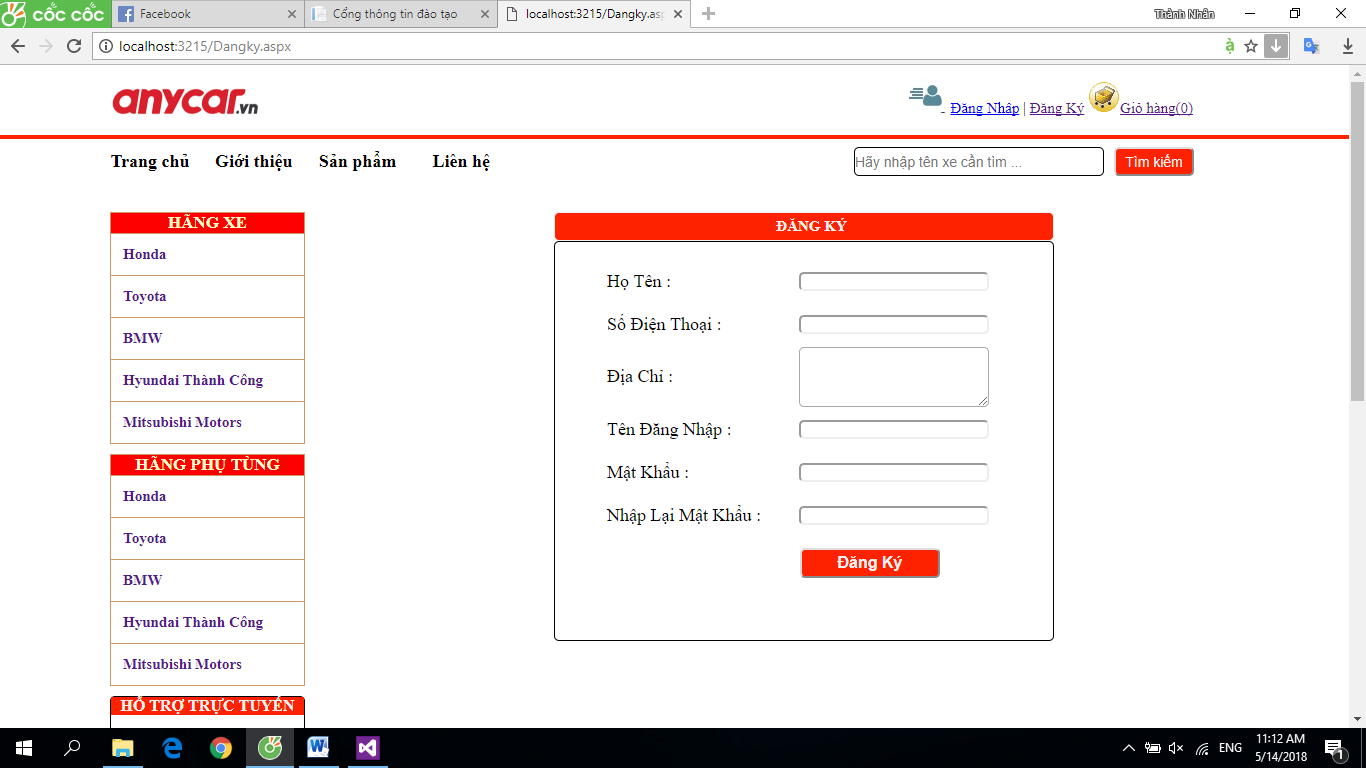 cốc cốc
Facebook
Cổng thông tin đào tạo
localhost:3215/Dangky.asp
Thành Nhân
localhost:3215/Dangky.aspx
ạ
anycar.vn
Đăng Nhập | Đăng Ký Giỏ hàng(0)
Trang chủ Giới thiệu Sản phẩm Liên hệ
Hãy nhập tên xe cần tìm ...
Tìm kiếm
HÃNG XE
Honda
Toyota
BMW
Hyundai Thành Công
Mitsubishi Motors
HÃNG PHỤ TÙNG
Honda
Toyota
BMW
Hyundai Thành Công
Mitsubishi Motors
HỖ TRỢ TRỰC TUYẾN
ĐĂNG KÝ
Họ Tên :
Số Điện Thoại :
Địa Chỉ :
Tên Đăng Nhập :
Mật Khẩu :
Nhập Lại Mật Khẩu :
Đăng Ký
ENG
11:12 AM
5/14/2018
1